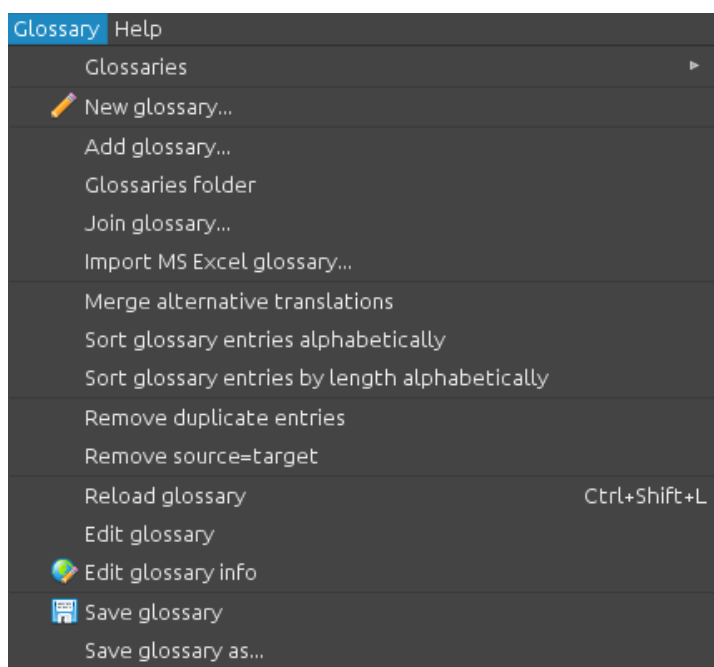 Glossary Help
Glossaries
New glossary...
Add glossary...
Glossaries folder
Join glossary...
Import MS Excel glossary...
Merge alternative translations
Sort glossary entries alphabetically
Sort glossary entries by length alphabetically
Remove duplicate entries
Remove source=target
Reload glossary Ctrl+Shift+L
Edit glossary
Edit glossary info
Save glossary
Save glossary as...